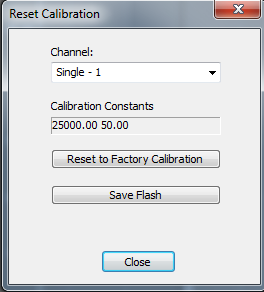 Reset Calibration
Channel:
Single - 1
Calibration Constants
25000.00 50.00
Reset to Factory Calibration
Save Flash
Close